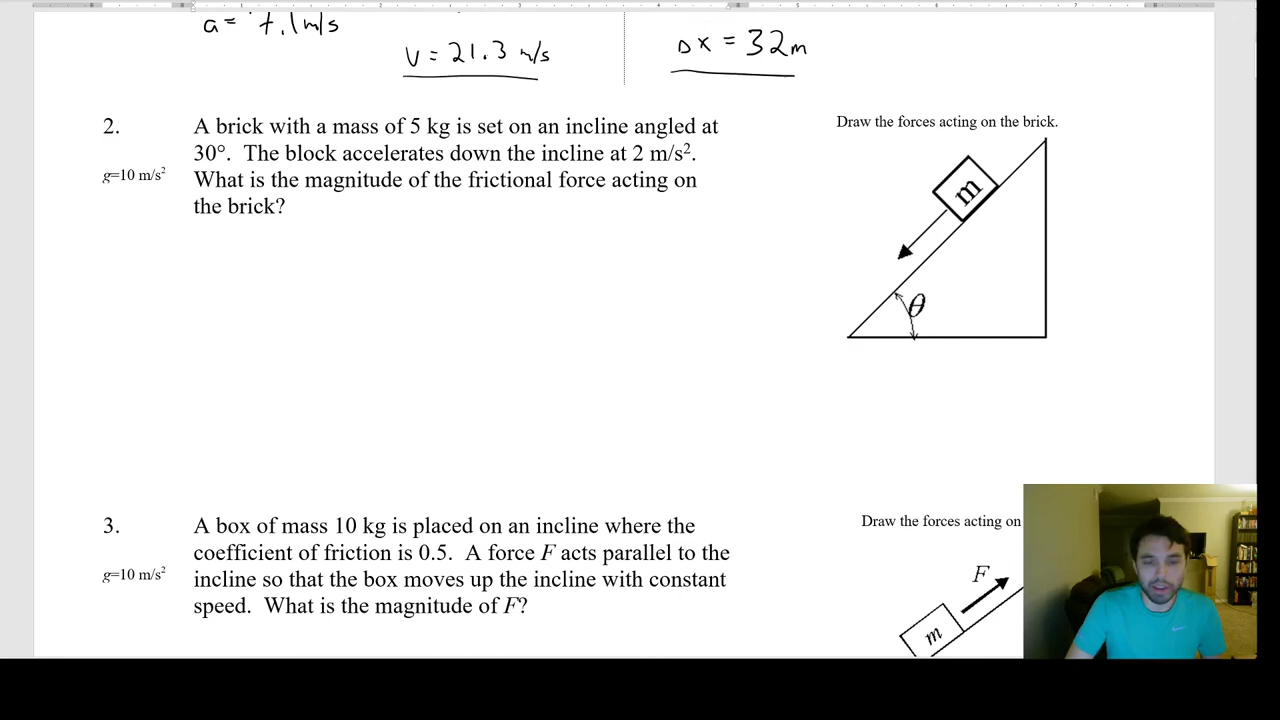 a = 7.1 m/s
v = 21.3 m/s
Δx = 32m
2.
A brick with a mass of 5 kg is set on an incline angled at
30°. The block accelerates down the incline at 2 m/s².
g=10 m/s²
What is the magnitude of the frictional force acting on
the brick?
Draw the forces acting on the brick.
m
θ
3.
A box of mass 10 kg is placed on an incline where the
coefficient of friction is 0.5. A force F acts parallel to the
g=10 m/s²
incline so that the box moves up the incline with constant
speed. What is the magnitude of F?
Draw the forces acting on
F
m